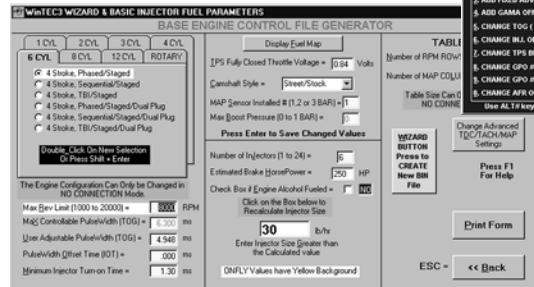 WinTEC3 WIZARD & BASIC INJECTOR FUEL PARAMETERS
BASE ENGINE CONTROL FILE GENERATOR
1 CYL 2 CYL 3 CYL 4 CYL
6 CYL 8 CYL 12 CYL ROTARY
4 Stroke, Phased/Staged
4 Stroke, Sequential/Staged
4 Stroke, TBI/Staged
4 Stroke, Phased/Staged/Dual Plug
4 Stroke, Sequential/Staged/Dual Plug
4 Stroke, TBI/Staged/Dual Plug
Double_Click On New Selection
Or Press Shift + Enter
The Engine Configuration Can Only be Changed in
NO CONNECTION Mode.
Max Rev Limit (1000 to 20000) = 8000 RPM
MaX Controllable PulseWidth (TOG) = 6.300 ms
User Adjustable PulseWidth (TOG) = 4.948 ms
PulseWidth Offset Time (IOT) = .000 ms
Minimum Injector Turn-on Time = 1.30 ms
Display Fuel Map
TPS Fully Closed Throttle Voltage = 0.84 Volts
Camshaft Style = Street/Stock
MAP Sensor Installed # (1,2 or 3 BAR) = 1
Max Boost Pressure (0 to 1 BAR) = 0
Press Enter to Save Changed Values
Number of Injectors (1 to 24) = 6
Estimated Brake HorsePower = 250 HP
Check Box if Engine Alcohol Fueled = NO
Click on the Box below to
Recalculate Injector Size
30 lb/hr
Enter Injector Size Greater than
the Calculated value
ONFLY Values have Yellow Background
TABL
Number of RPM ROW
Number of MAP COLU
Table Size Can O
NO CONNE
WIZARD
BUTTON
Press to
CREATE
New BIN
File
Change Advanced
TDC/TACH/MAP
Settings
Press F1
For Help
Print Form
ESC = << Back
ADD GAMA OF
CHANGE TOG (
CHANGE INJ. O
CHANGE TPS B
CHANGE GPO #
CHANGE GPO #
CHANGE AFR O
Use ALT# key